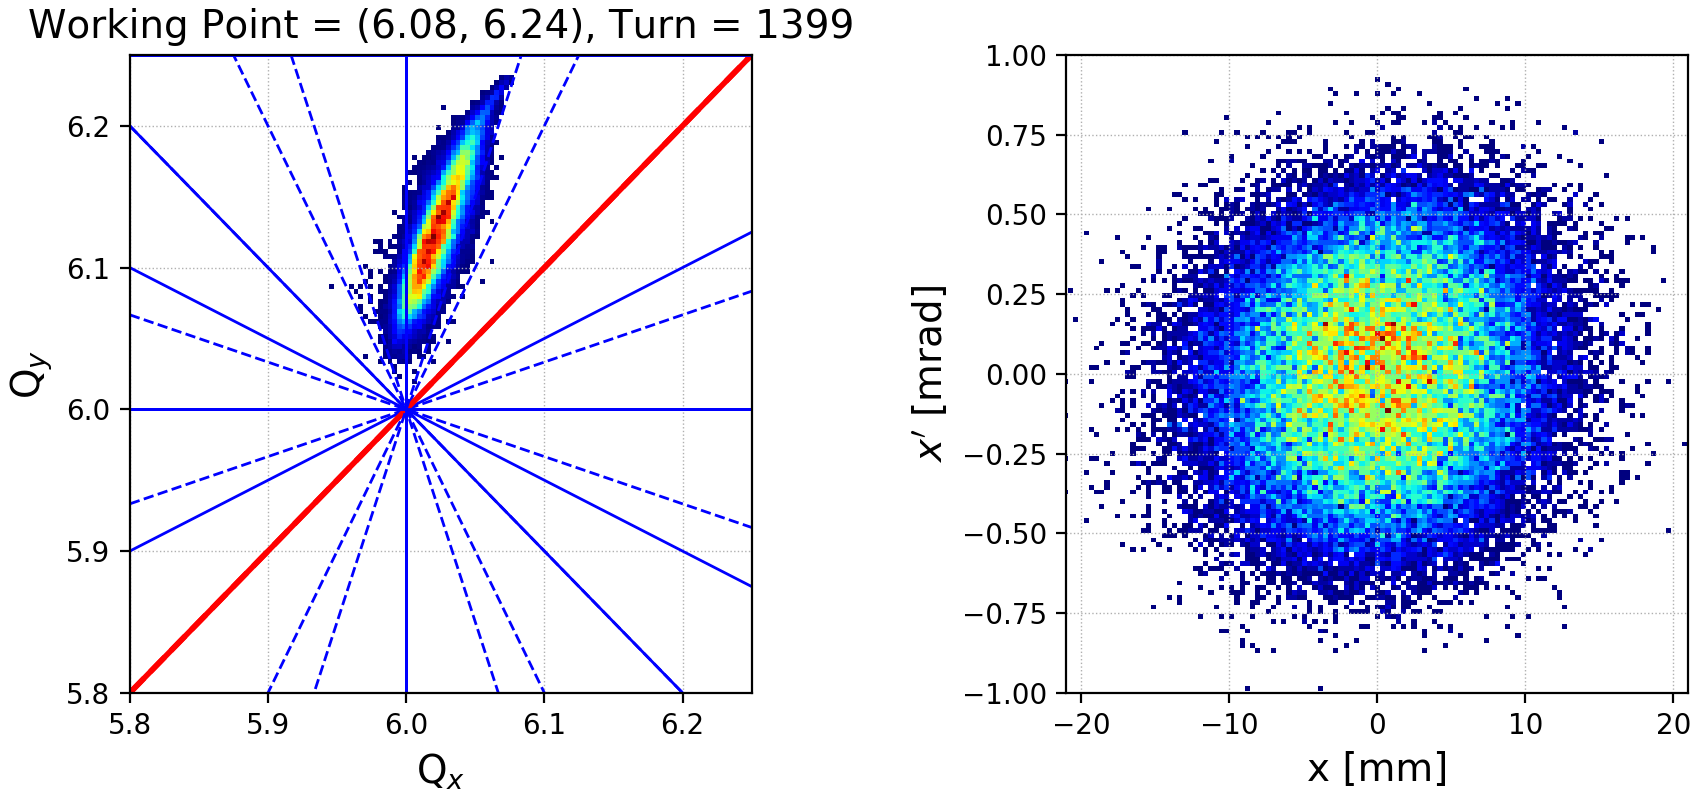 Working Point = (6.08, 6.24), Turn = 1399
6.2
6.1
6.0
5.9
5.8
Qy
5.8 5.9 6.0 6.1 6.2
Qx
1.00
0.75
0.50
0.25
0.00
−0.25
−0.50
−0.75
−1.00
x′ [mrad]
−20 −10 0 10 20
x [mm]